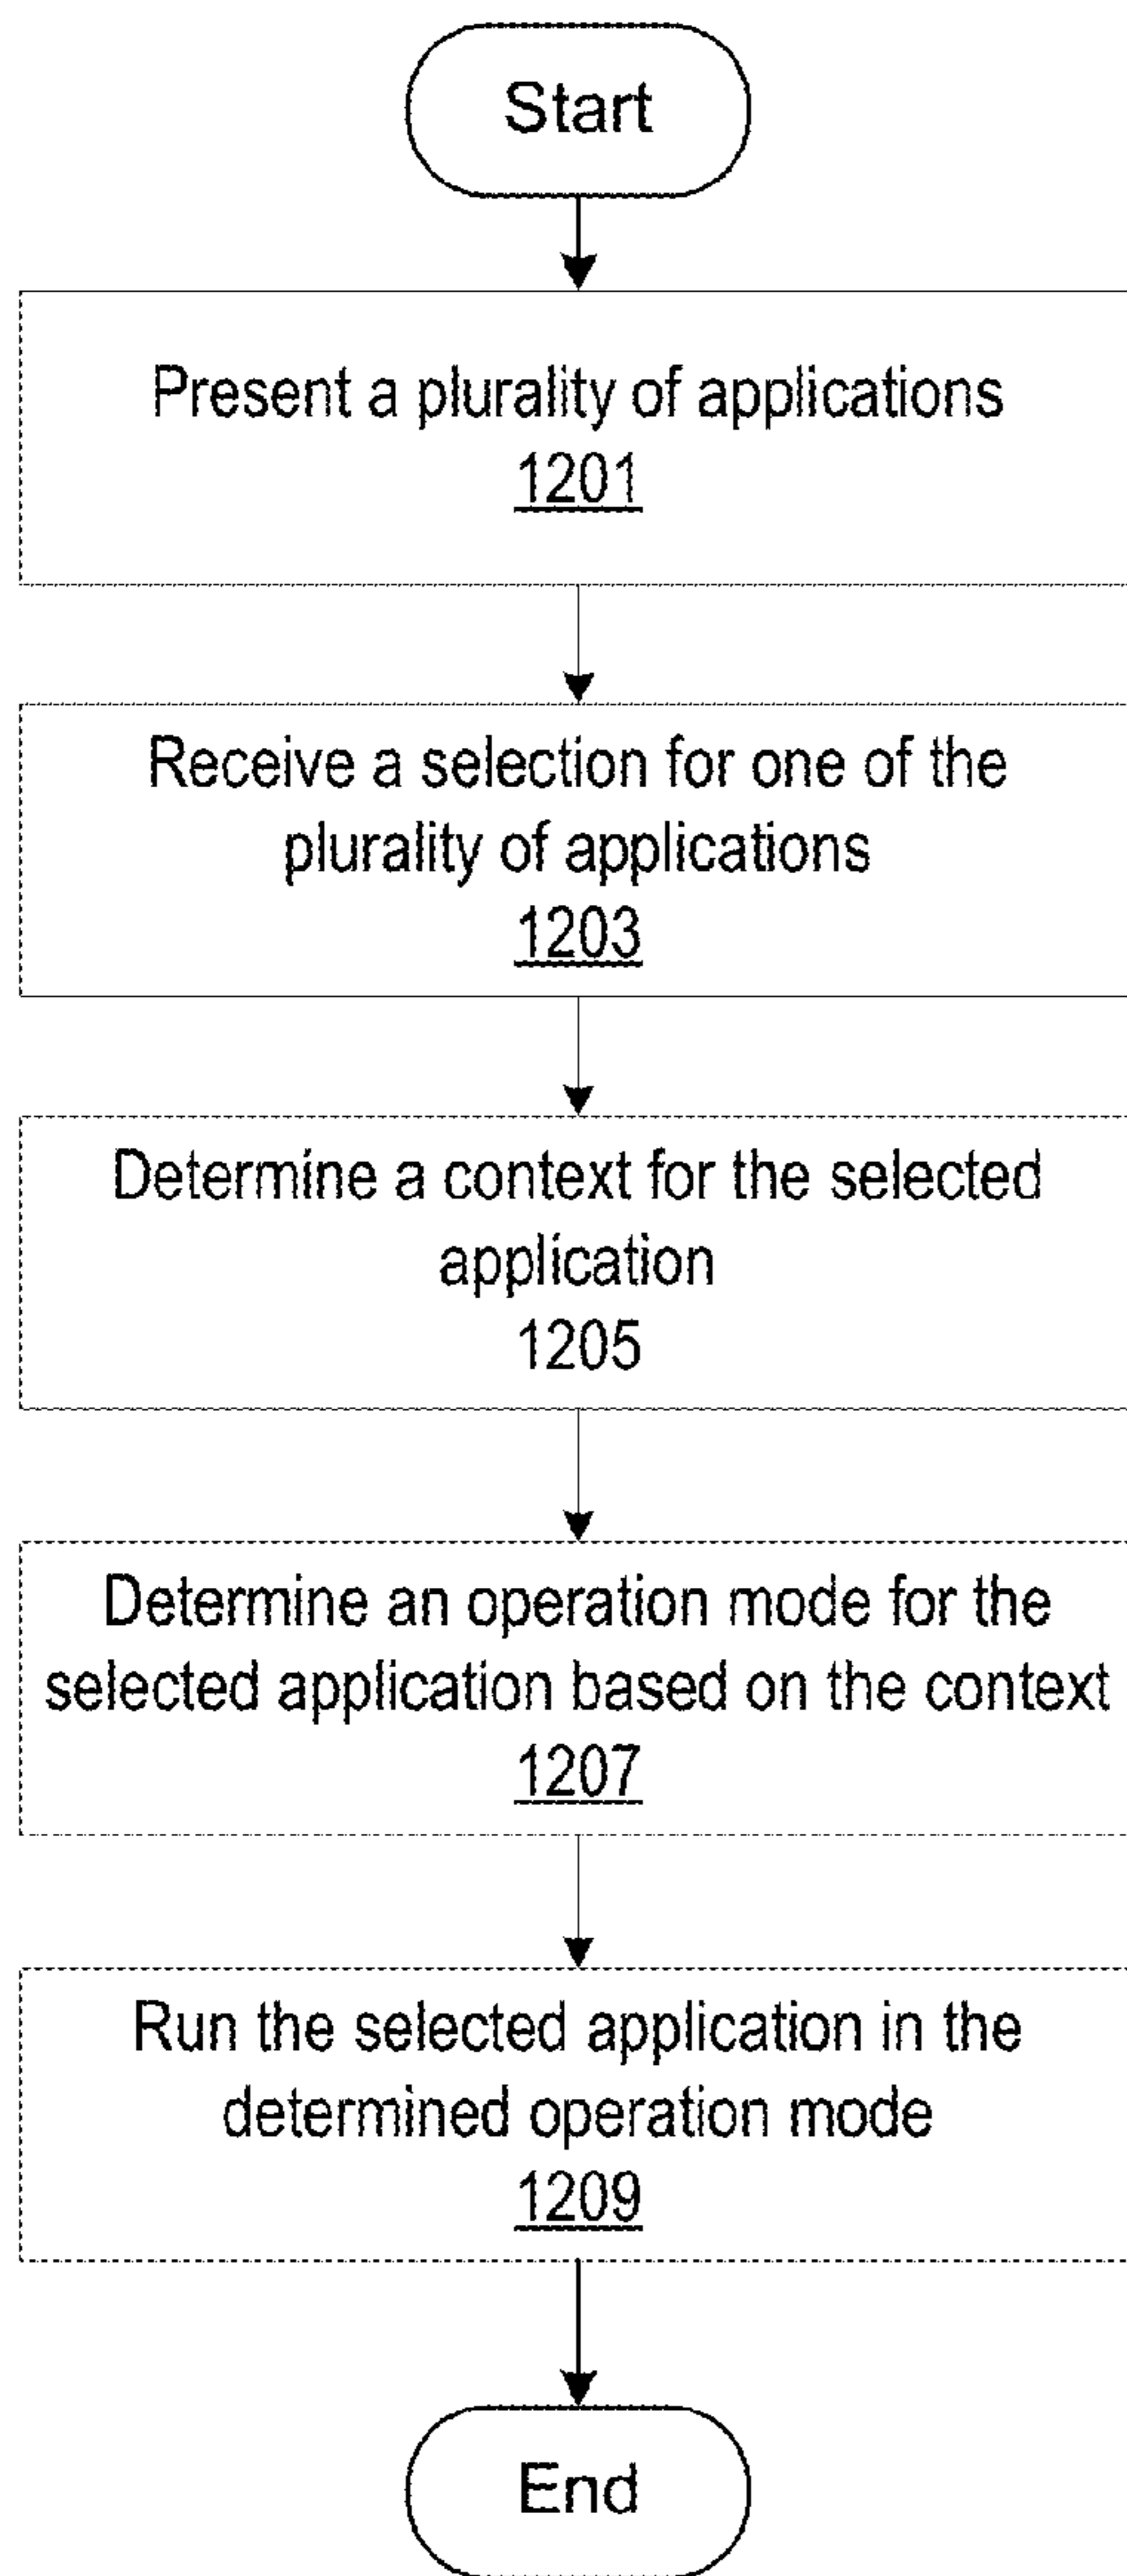 Start
Present a plurality of applications
1201
Receive a selection for one of the
plurality of applications
1203
Determine a context for the selected
application
1205
Determine an operation mode for the
selected application based on the context
1207
Run the selected application in the
determined operation mode
1209
End